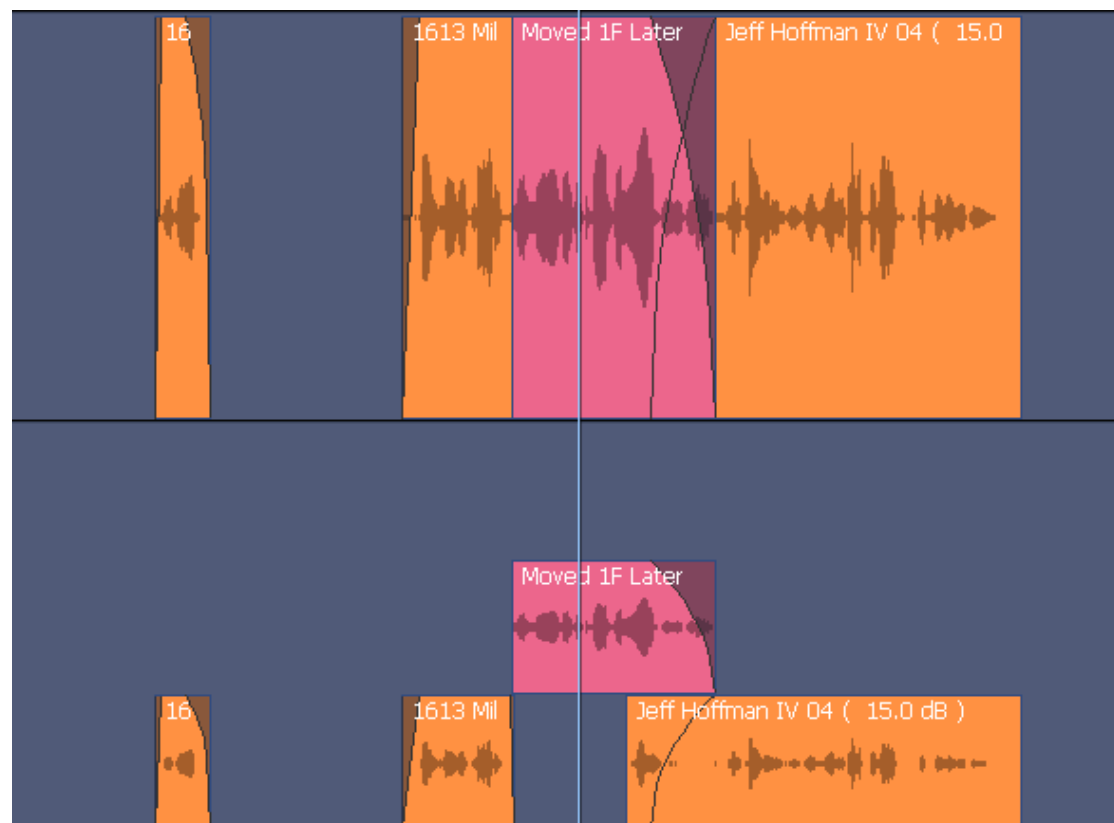 16
1613 Mil
Moved 1F Later
Jeff Hoffman IV 04 ( 15.0
Moved 1F Later
16
1613 Mil
Jeff Hoffman IV 04 ( 15.0 dB )